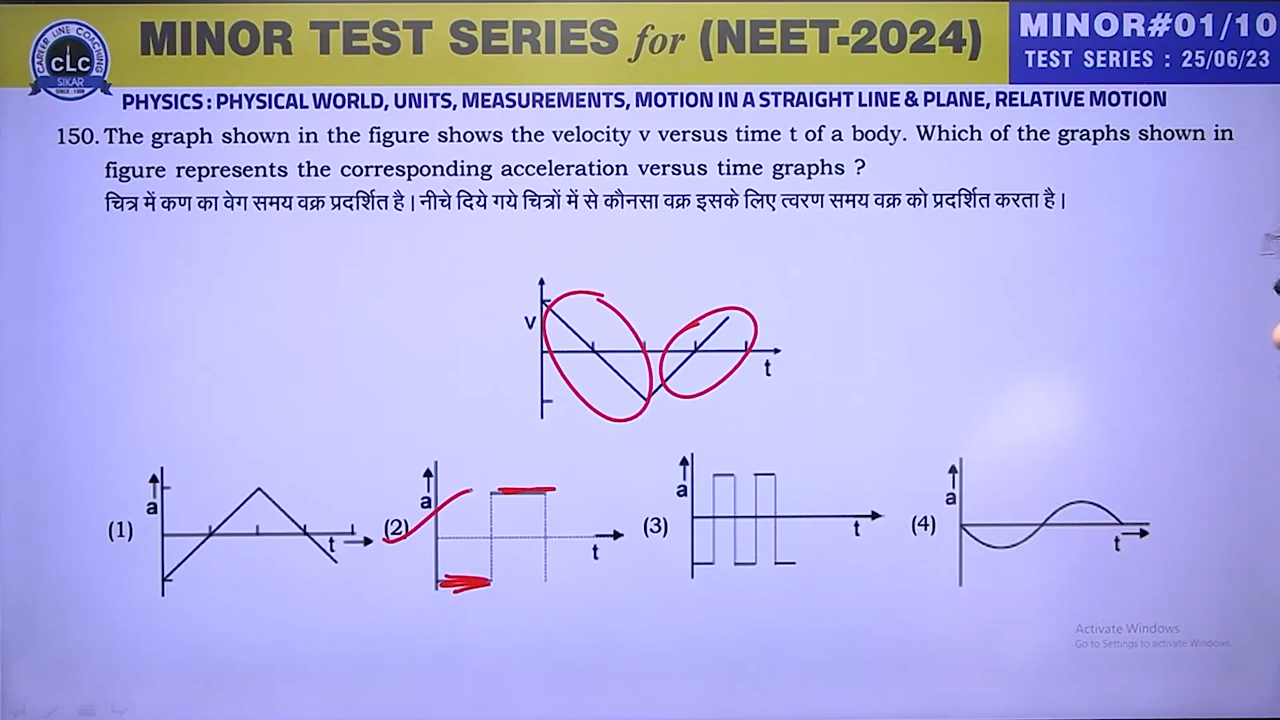 CAREER LINE COACHING
CLC
SIKAR
MINOR TEST SERIES for (NEET-2024)
MINOR#01/10
TEST SERIES : 25/06/23
PHYSICS : PHYSICAL WORLD, UNITS, MEASUREMENTS, MOTION IN A STRAIGHT LINE & PLANE, RELATIVE MOTION
150. The graph shown in the figure shows the velocity v versus time t of a body. Which of the graphs shown in
figure represents the corresponding acceleration versus time graphs ?
चित्र में कण का वेग समय वक्र प्रदर्शित है। नीचे दिये गये चित्रों में से कौनसा वक्र इसके लिए त्वरण समय वक्र को प्रदर्शित करता है।
v
t
(1) a t
(2) a t
(3) a t
(4) a t
Activate Windows
Go to Settings to activate Windows.